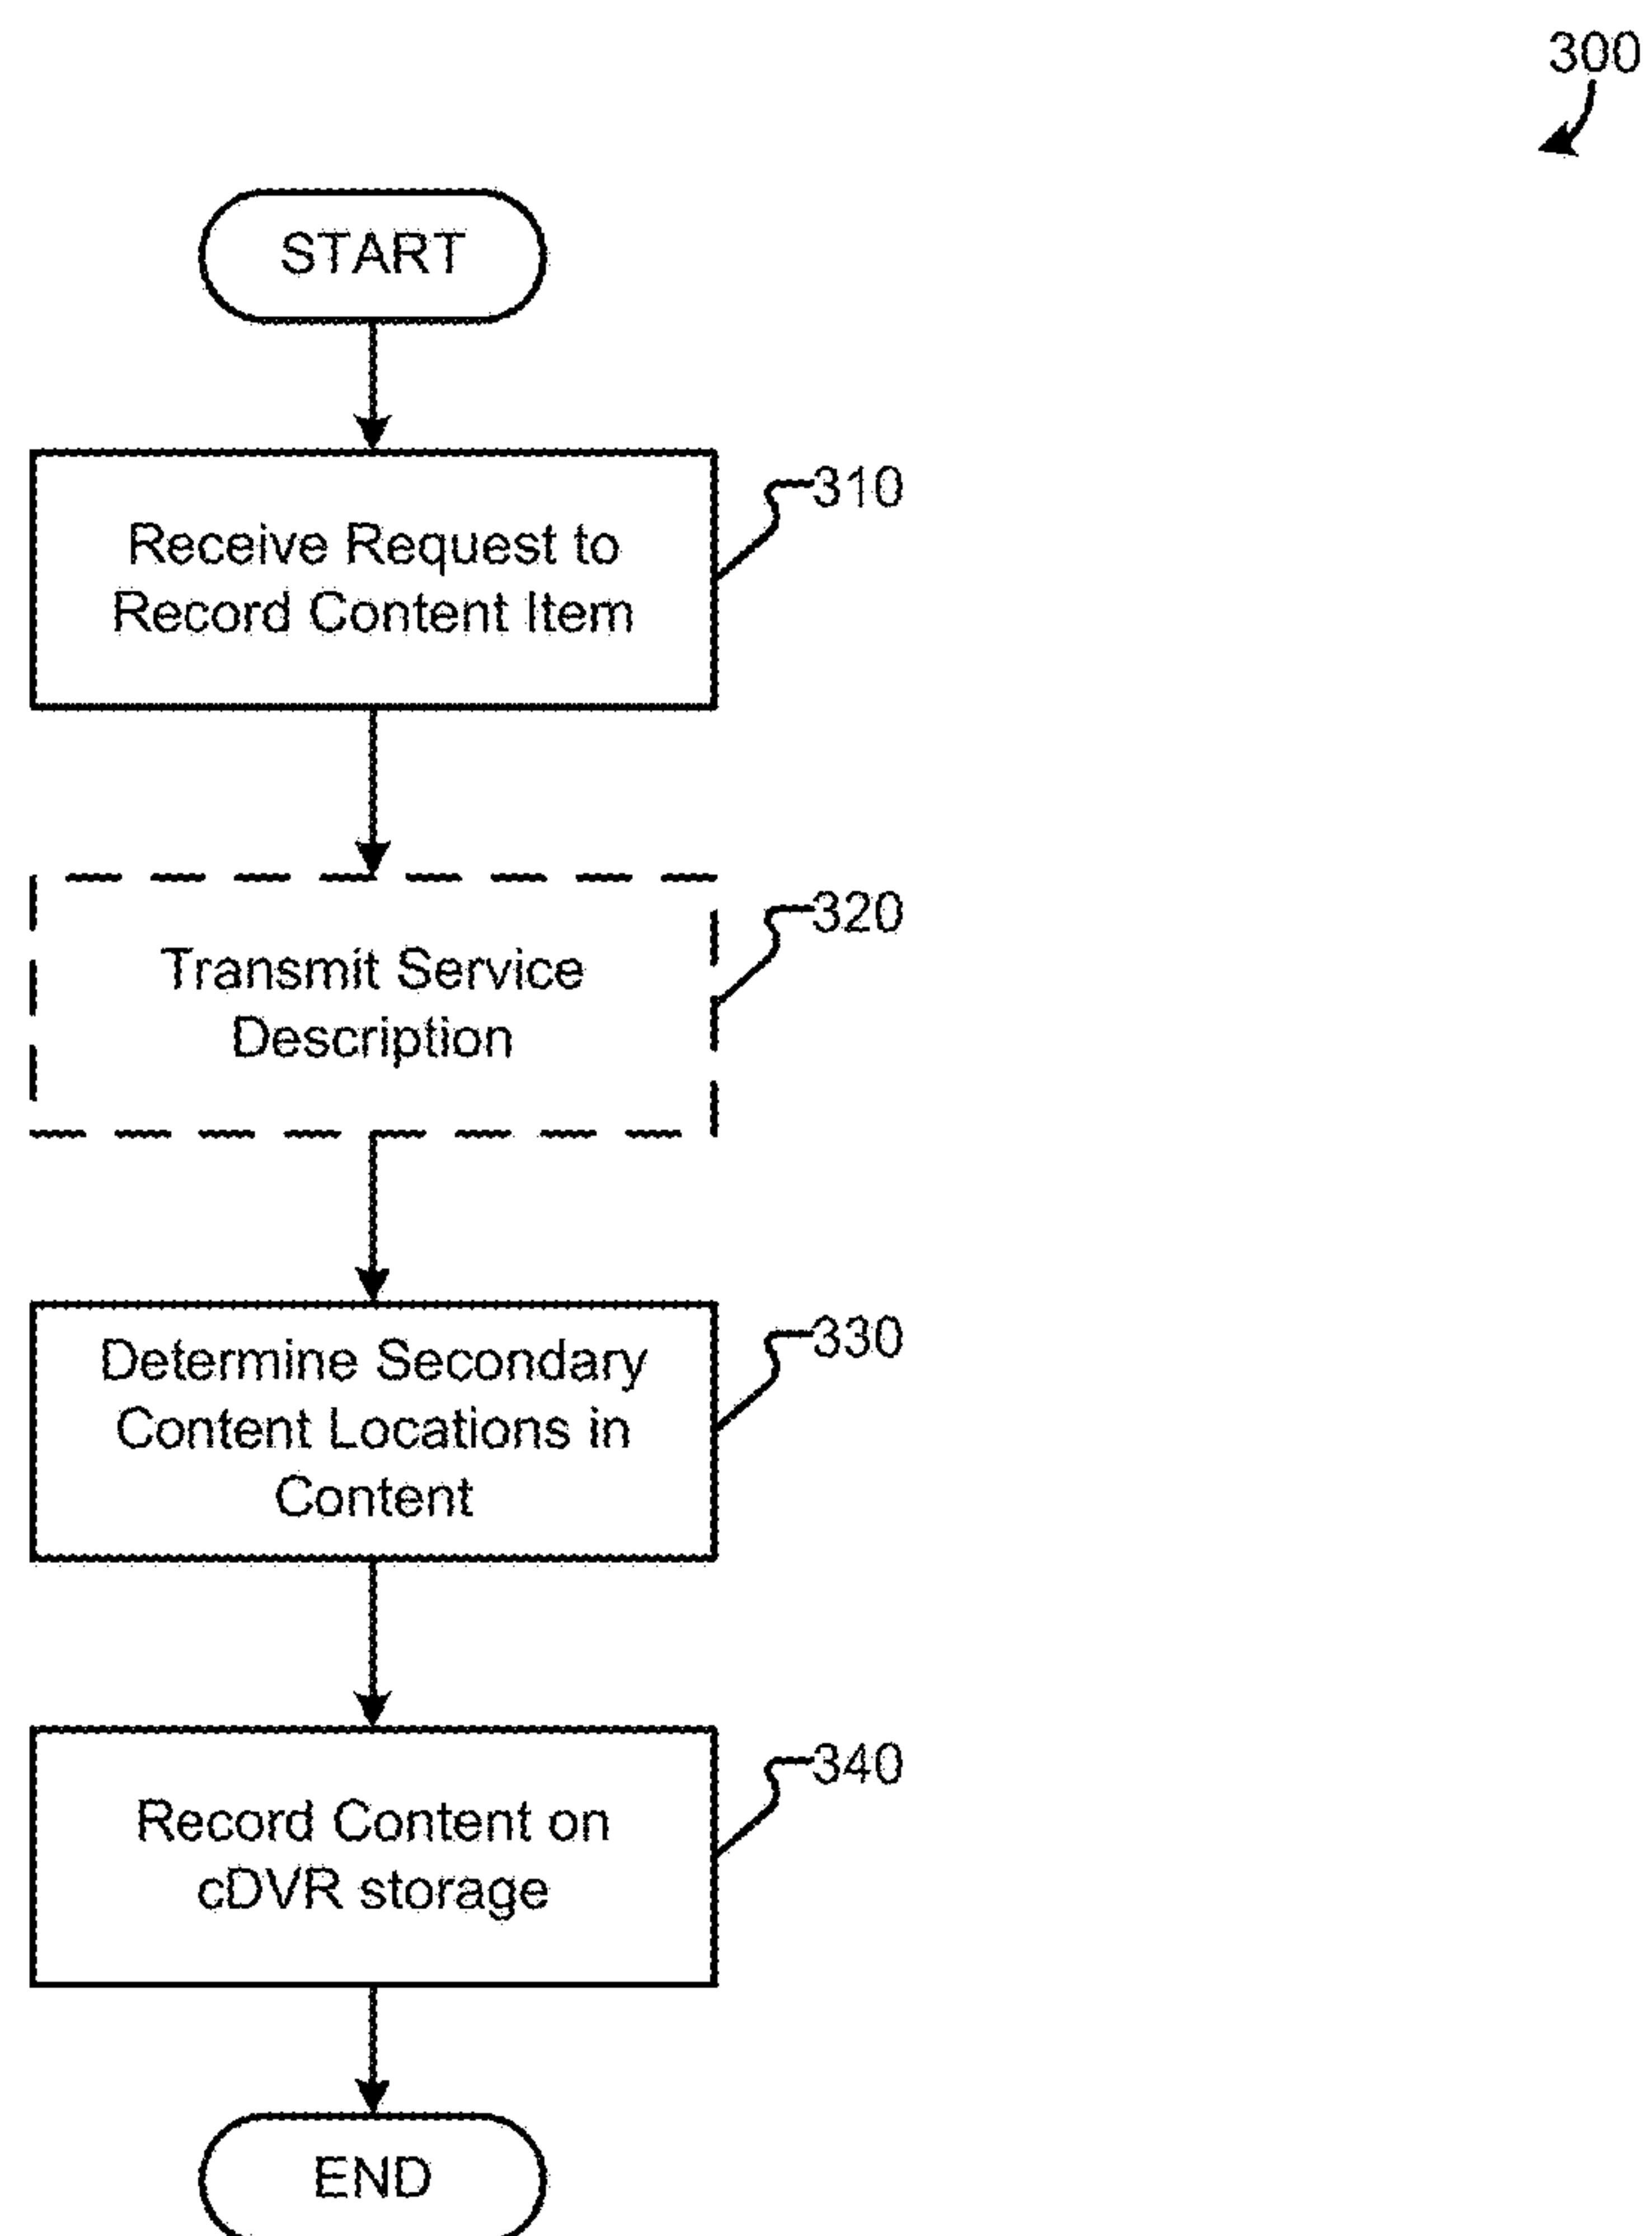 300
START
310
Receive Request to
Record Content Item
320
Transmit Service
Description
330
Determine Secondary
Content Locations in
Content
340
Record Content on
cDVR storage
END